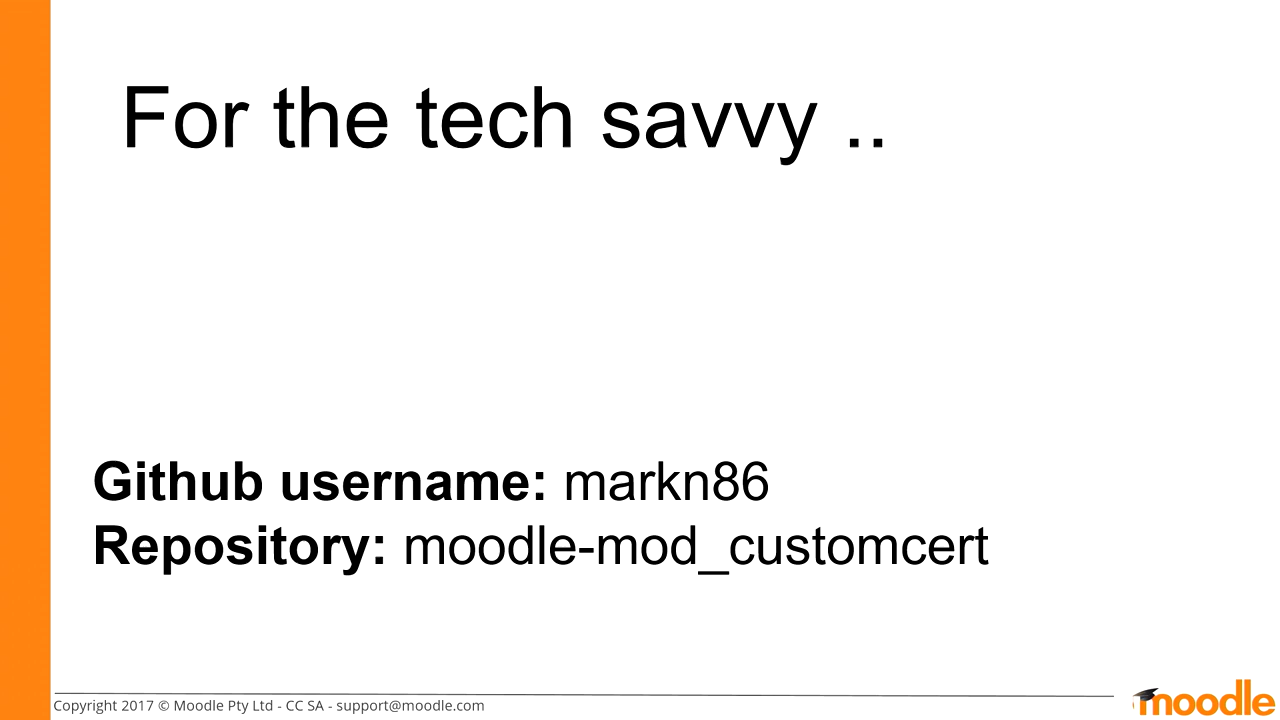 For the tech savvy ..
Github username: markn86
Repository: moodle-mod_customcert
Copyright 2017 © Moodle Pty Ltd - CC SA - support@moodle.com
moodle